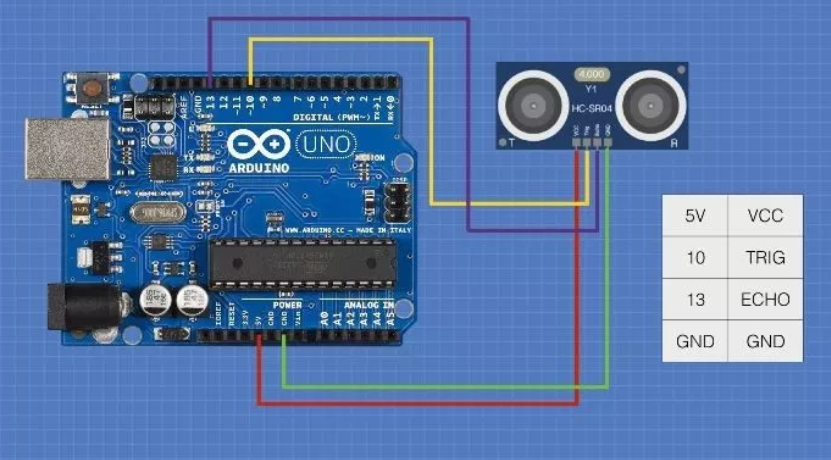 AREF
GND
13
12
~11
~10
~9
8
7
~6
~5
4
~3
2
TX→1
RX←0
DIGITAL (PWM~)
UNO
ARDUINO
TX
RX
ON
ICSP
WWW.ARDUINO.CC - MADE IN ITALY
IOREF
RESET
3.3V
5V
GND
GND
Vin
POWER
ANALOG IN
A0
A1
A2
A3
A4
A5
4.000
Y1
HC-SR04
T
R
VCC
Trig
Echo
GND
5V VCC
10 TRIG
13 ECHO
GND GND